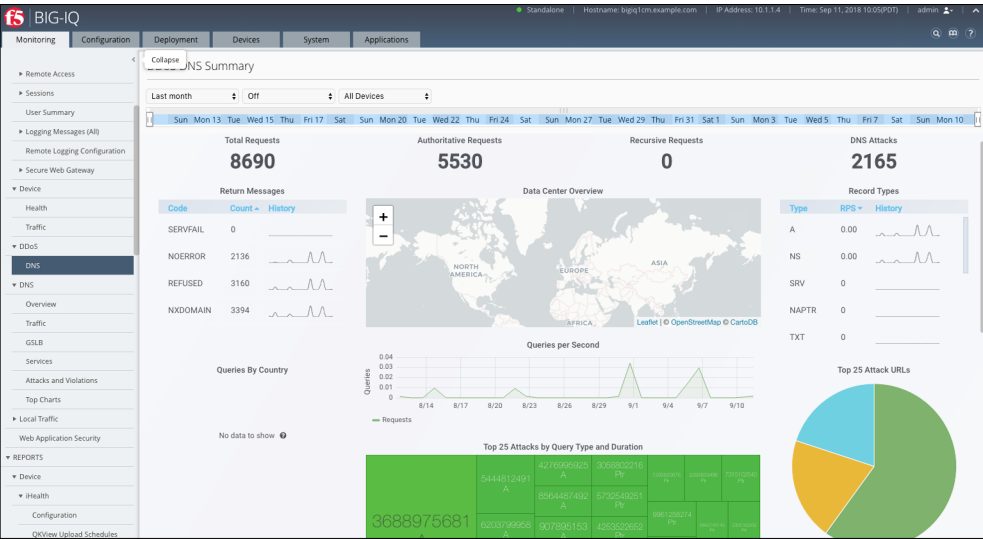 f5 BIG-IQ
Standalone | Hostname: bigiq1cm.example.com | IP Address: 10.1.1.4 | Time: Sep 11, 2018 10:05(PDT) | admin
Monitoring Configuration Deployment Devices System Applications
Collapse
DNS Summary
Remote Access
Sessions
User Summary
Logging Messages (All)
Remote Logging Configuration
Secure Web Gateway
Device
Health
Traffic
DDoS
DNS
DNS
Overview
Traffic
GSLB
Services
Attacks and Violations
Top Charts
Local Traffic
Web Application Security
REPORTS
Device
iHealth
Configuration
QKView Upload Schedules
Last month Off All Devices
Sun Mon 13 Tue Wed 15 Thu Fri 17 Sat Sun Mon 20 Tue Wed 22 Thu Fri 24 Sat Sun Mon 27 Tue Wed 29 Thu Fri 31 Sat 1 Sun Mon 3 Tue Wed 5 Thu Fri 7 Sat Sun Mon 10
Total Requests Authoritative Requests Recursive Requests DNS Attacks
8690 5530 0 2165
Return Messages
Code Count History
SERVFAIL 0
NOERROR 2136
REFUSED 3160
NXDOMAIN 3394
Data Center Overview
+
−
NORTH AMERICA
EUROPE
ASIA
AFRICA
Leaflet | © OpenStreetMap © CartoDB
Record Types
Type RPS History
A 0.00
NS 0.00
SRV 0
NAPTR 0
TXT 0
Queries By Country
No data to show
Queries per Second
Queries
0.04
0.03
0.02
0.01
0
8/14 8/17 8/20 8/23 8/26 8/29 9/1 9/4 9/7 9/10
Requests
Top 25 Attack URLs
Top 25 Attacks by Query Type and Duration
3688975681
5444812491
A
4276995925
A
3058802216
Ptr
6564487492
A
5732549251
Ptr
6203799958
A
907895153
A
4253522652
Ptr
9961258274
Ptr